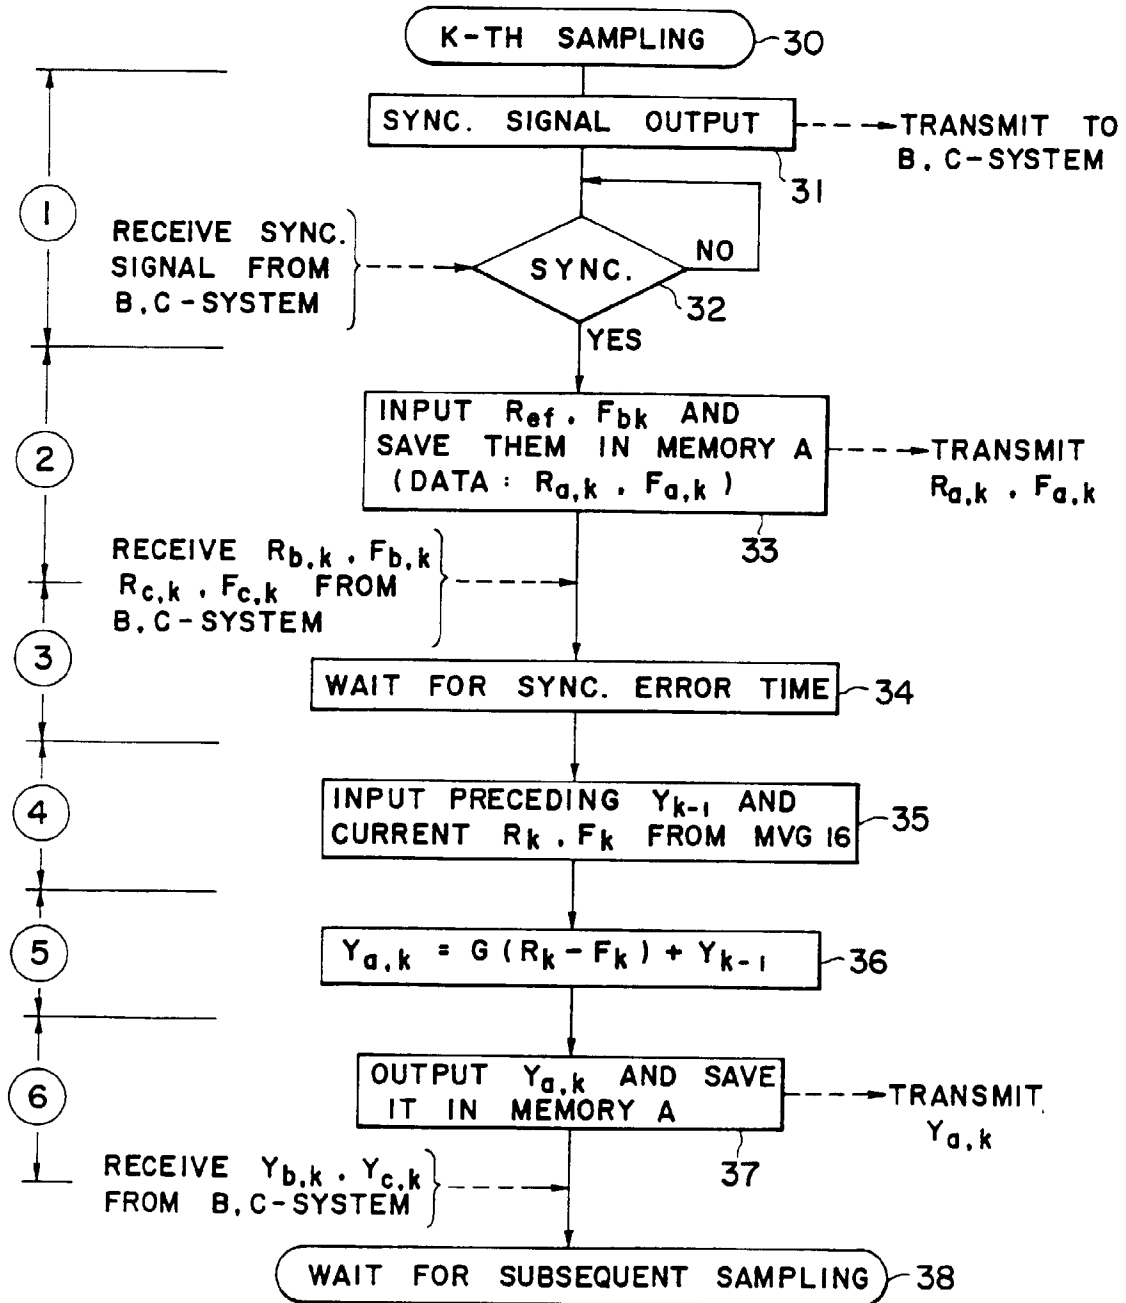 K-TH SAMPLING
30
SYNC. SIGNAL OUTPUT
31
TRANSMIT TO
B, C-SYSTEM
1
RECEIVE SYNC.
SIGNAL FROM
B, C-SYSTEM
SYNC.
NO
32
YES
2
INPUT Ref, Fbk AND
SAVE THEM IN MEMORY A
(DATA: Ra,k, Fa,k)
33
TRANSMIT
Ra,k, Fa,k
RECEIVE Rb,k, Fb,k
Rc,k, Fc,k FROM
B, C-SYSTEM
3
WAIT FOR SYNC. ERROR TIME
34
4
INPUT PRECEDING Yk-1 AND
CURRENT Rk, Fk FROM MVG 16
35
5
Ya,k = G (Rk - Fk) + Yk-1
36
6
OUTPUT Ya,k AND SAVE
IT IN MEMORY A
37
TRANSMIT
Ya,k
RECEIVE Yb,k, Yc,k
FROM B, C-SYSTEM
WAIT FOR SUBSEQUENT SAMPLING
38